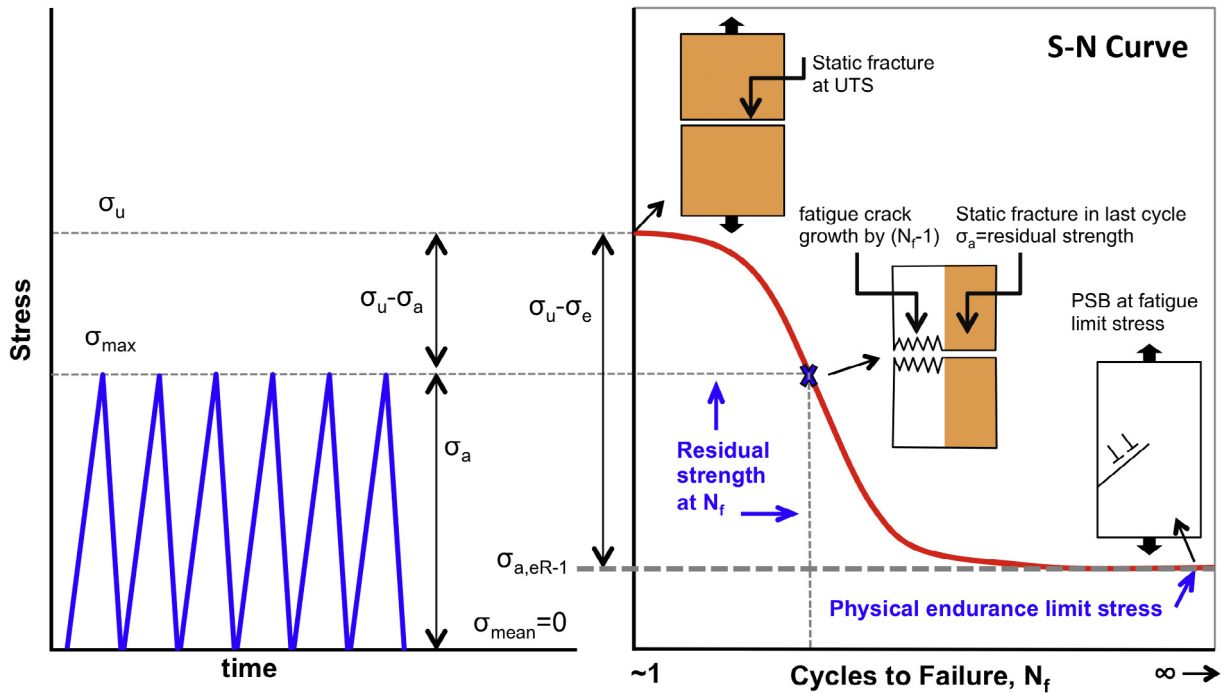 S-N Curve
Static fracture
at UTS
σu
fatigue crack
growth by (Nf-1)
Static fracture in last cycle
σa=residual strength
σu-σa
σu-σe
PSB at fatigue
limit stress
Stress
σmax
σa
Residual
strength
at Nf
σa,eR-1
Physical endurance limit stress
σmean=0
time
~1
Cycles to Failure, Nf
∞